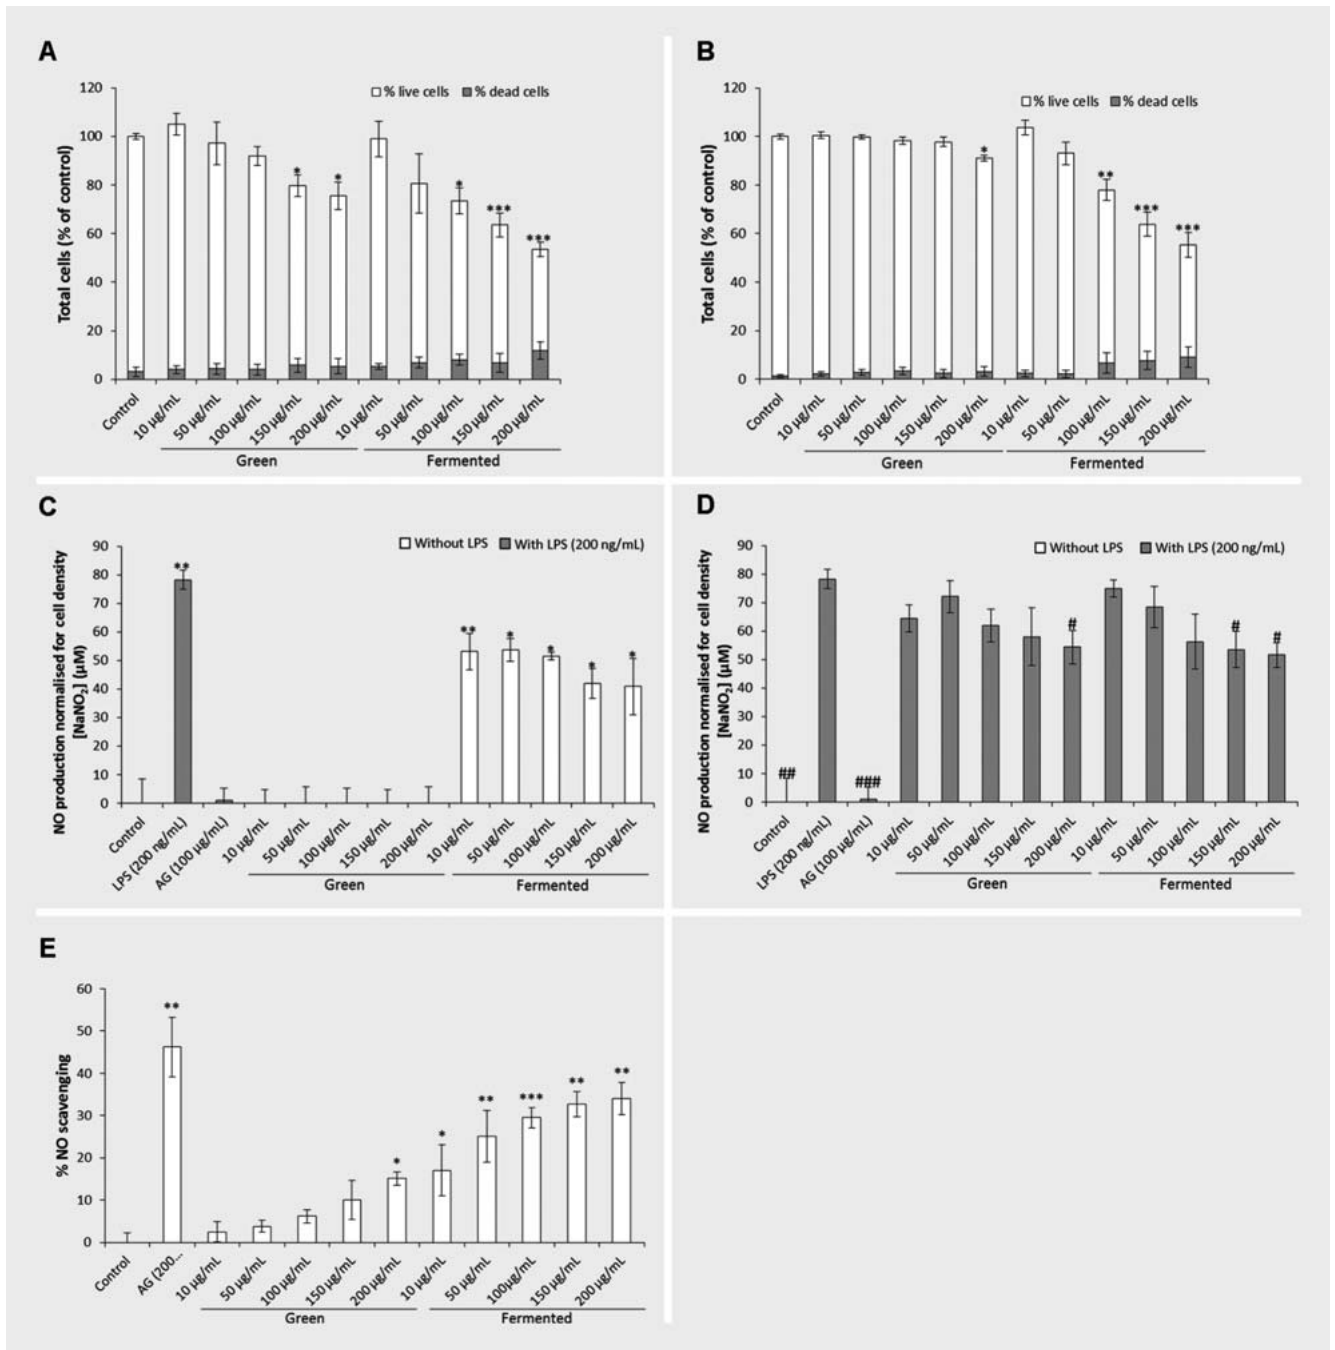 A
% live cells % dead cells
Total cells (% of control)
120
100
80
60
40
20
0
* * * *** ***
Control 10 µg/mL 50 µg/mL 100 µg/mL 150 µg/mL 200 µg/mL 10 µg/mL 50 µg/mL 100 µg/mL 150 µg/mL 200 µg/mL
Green Fermented
B
% live cells % dead cells
Total cells (% of control)
120
100
80
60
40
20
0
* ** *** ***
Control 10 µg/mL 50 µg/mL 100 µg/mL 150 µg/mL 200 µg/mL 10 µg/mL 50 µg/mL 100 µg/mL 150 µg/mL 200 µg/mL
Green Fermented
C
Without LPS With LPS (200 ng/mL)
NO production normalised for cell density
[NaNO₂] (µM)
90
80
70
60
50
40
30
20
10
0
** ** * * * *
Control LPS (200 ng/mL) AG (100 µg/mL) 10 µg/mL 50 µg/mL 100 µg/mL 150 µg/mL 200 µg/mL 10 µg/mL 50 µg/mL 100 µg/mL 150 µg/mL 200 µg/mL
Green Fermented
D
Without LPS With LPS (200 ng/mL)
NO production normalised for cell density
[NaNO₂] (µM)
90
80
70
60
50
40
30
20
10
0
## ### # # #
Control LPS (200 ng/mL) AG (100 µg/mL) 10 µg/mL 50 µg/mL 100 µg/mL 150 µg/mL 200 µg/mL 10 µg/mL 50 µg/mL 100 µg/mL 150 µg/mL 200 µg/mL
Green Fermented
E
% NO scavenging
60
50
40
30
20
10
0
** * * ** *** ** **
Control AG (200... 10 µg/mL 50 µg/mL 100 µg/mL 150 µg/mL 200 µg/mL 10 µg/mL 50 µg/mL 100µg/mL 150 µg/mL 200 µg/mL
Green Fermented